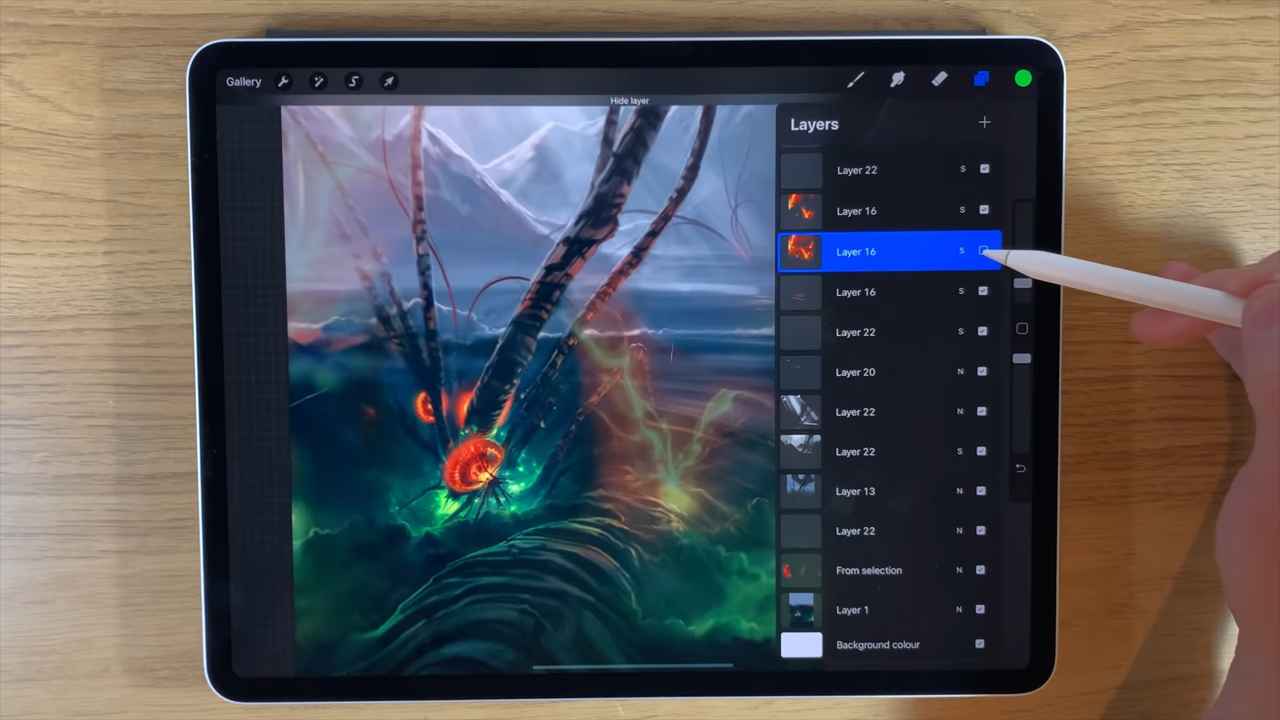 Gallery
Hide layer
Layers
Layer 22 S
Layer 16 S
Layer 16 S
Layer 16 S
Layer 22 S
Layer 20 N
Layer 22 N
Layer 22 S
Layer 13 N
Layer 22 N
From selection N
Layer 1 N
Background colour